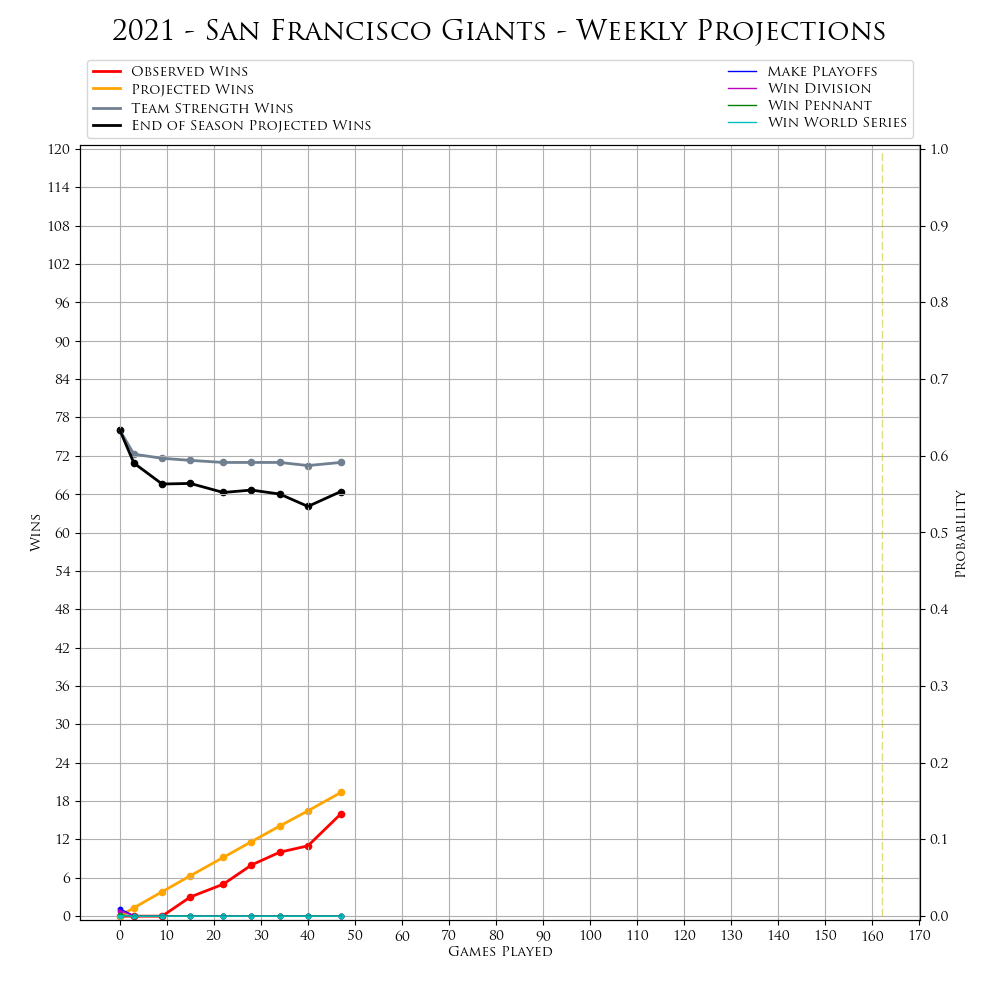 2021 - San Francisco Giants - Weekly Projections
Observed Wins
Projected Wins
Team Strength Wins
End of Season Projected Wins
Make Playoffs
Win Division
Win Pennant
Win World Series
120
114
108
102
96
90
84
78
72
66
60
54
48
42
36
30
24
18
12
6
0
Wins
1.0
0.9
0.8
0.7
0.6
0.5
0.4
0.3
0.2
0.1
0.0
Probability
0 10 20 30 40 50 60 70 80 90 100 110 120 130 140 150 160 170
Games Played